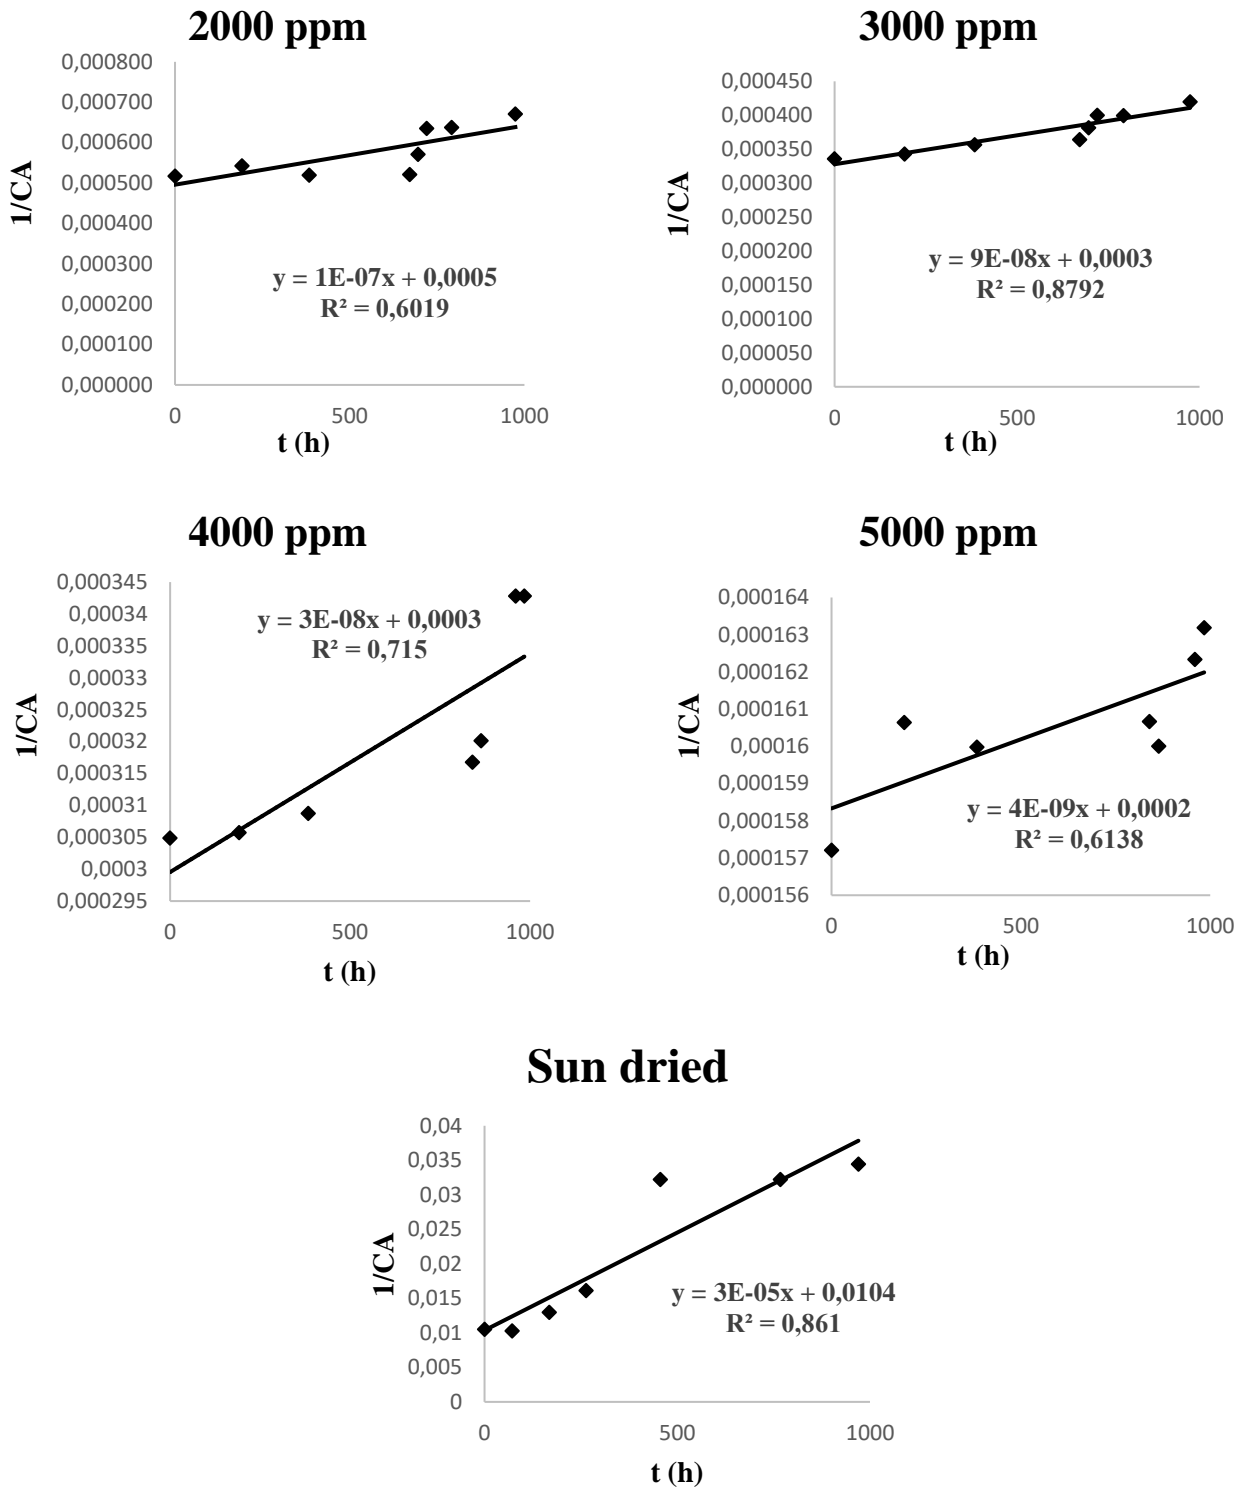 2000 ppm
0,000800
0,000700
0,000600
0,000500
0,000400
0,000300
0,000200
0,000100
0,000000
1/CA
y = 1E-07x + 0,0005
R² = 0,6019
0 500 1000
t (h)
3000 ppm
0,000450
0,000400
0,000350
0,000300
0,000250
0,000200
0,000150
0,000100
0,000050
0,000000
1/CA
y = 9E-08x + 0,0003
R² = 0,8792
0 500 1000
t (h)
4000 ppm
0,000345
0,00034
0,000335
0,00033
0,000325
0,00032
0,000315
0,00031
0,000305
0,0003
0,000295
1/CA
y = 3E-08x + 0,0003
R² = 0,715
0 500 1000
t (h)
5000 ppm
0,000164
0,000163
0,000162
0,000161
0,00016
0,000159
0,000158
0,000157
0,000156
1/CA
y = 4E-09x + 0,0002
R² = 0,6138
0 500 1000
t (h)
Sun dried
0,04
0,035
0,03
0,025
0,02
0,015
0,01
0,005
0
1/CA
y = 3E-05x + 0,0104
R² = 0,861
0 500 1000
t (h)